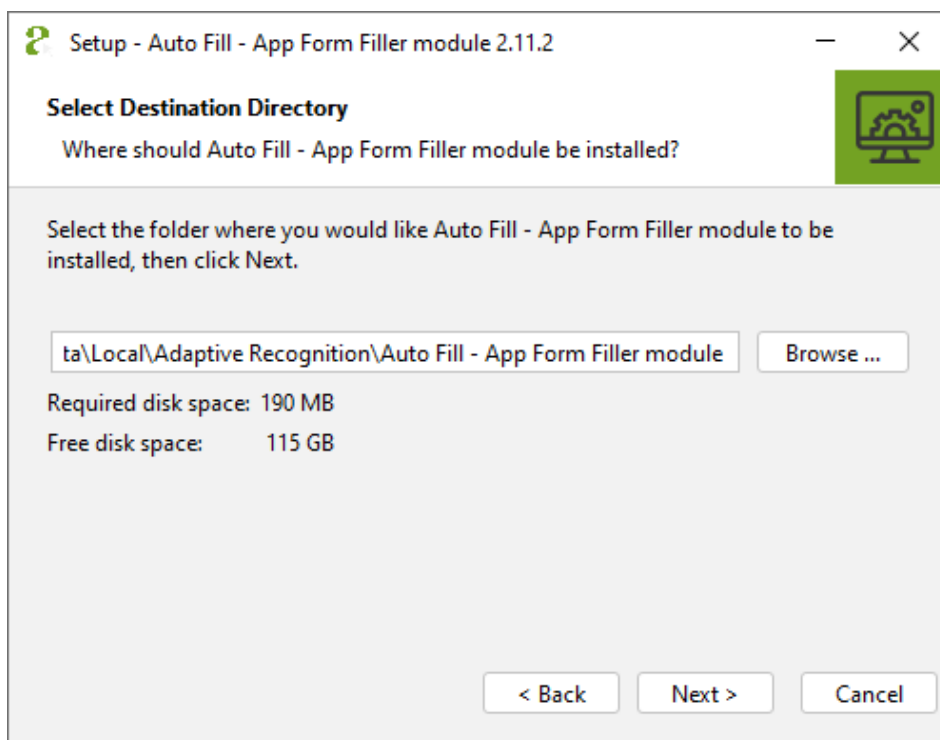 Setup - Auto Fill - App Form Filler module 2.11.2
Select Destination Directory
Where should Auto Fill - App Form Filler module be installed?
Select the folder where you would like Auto Fill - App Form Filler module to be
installed, then click Next.
ta\Local\Adaptive Recognition\Auto Fill - App Form Filler module
Browse ...
Required disk space: 190 MB
Free disk space: 115 GB
< Back
Next >
Cancel